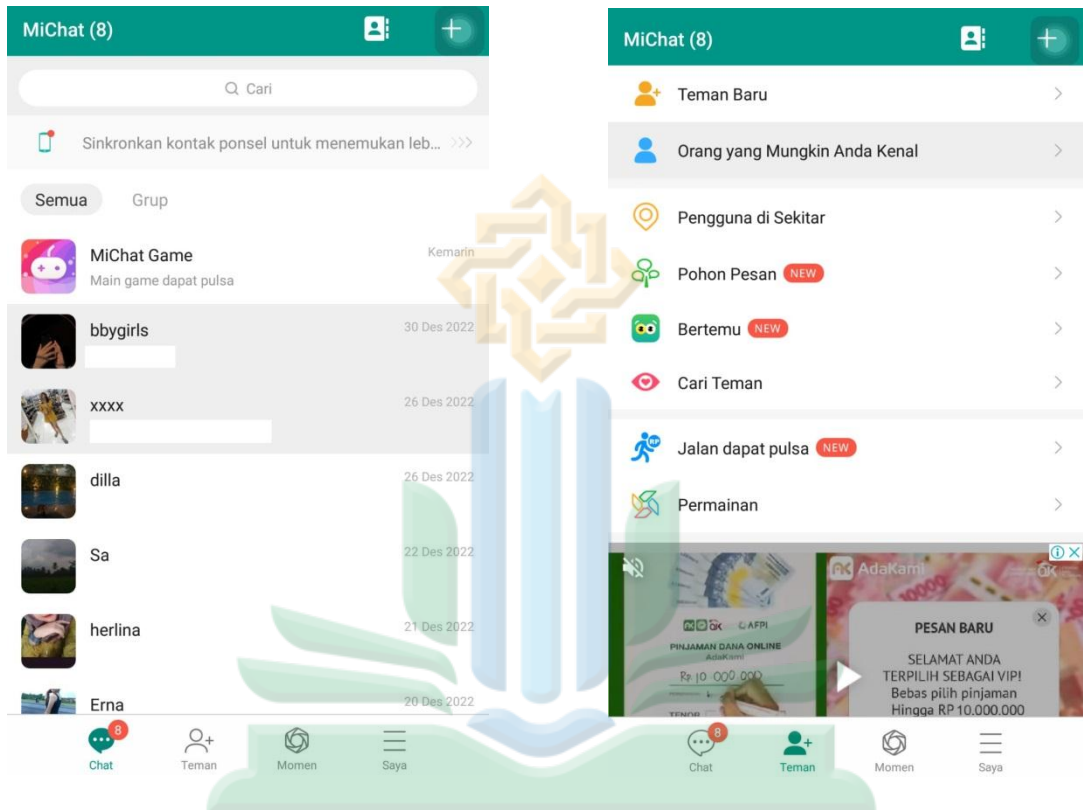 MiChat (8)
Cari
Sinkronkan kontak ponsel untuk menemukan leb... >>>
Semua
Grup
MiChat Game
Kemarin
Main game dapat pulsa
bbygirls
30 Des 2022
xxxx
26 Des 2022
dilla
26 Des 2022
Sa
22 Des 2022
herlina
21 Des 2022
Erna
20 Des 2022
8
Chat
Teman
Momen
Saya
MiChat (8)
Teman Baru
Orang yang Mungkin Anda Kenal
Pengguna di Sekitar
Pohon Pesan NEW
Bertemu NEW
Cari Teman
Jalan dapat pulsa NEW
Permainan
AdaKami
AFPI
PINJAMAN DANA ONLINE
AdaKami
Rp 10 000 000
TENOR
PESAN BARU
SELAMAT ANDA
TERPILIH SEBAGAI VIP!
Bebas pilih pinjaman
Hingga RP 10.000.000
8
Chat
Teman
Momen
Saya